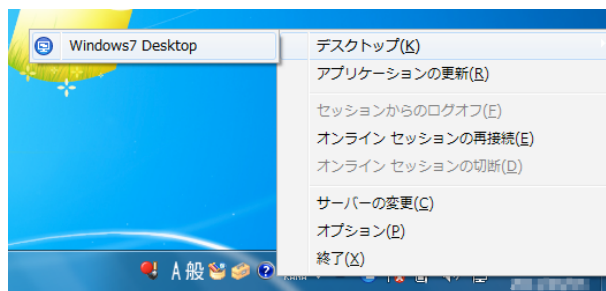 Windows7 Desktop
デスクトップ(K)
アプリケーションの更新(R)
セッションからのログオフ(F)
オンライン セッションの再接続(E)
オンライン セッションの切断(D)
サーバーの変更(C)
オプション(P)
終了(X)
A 般